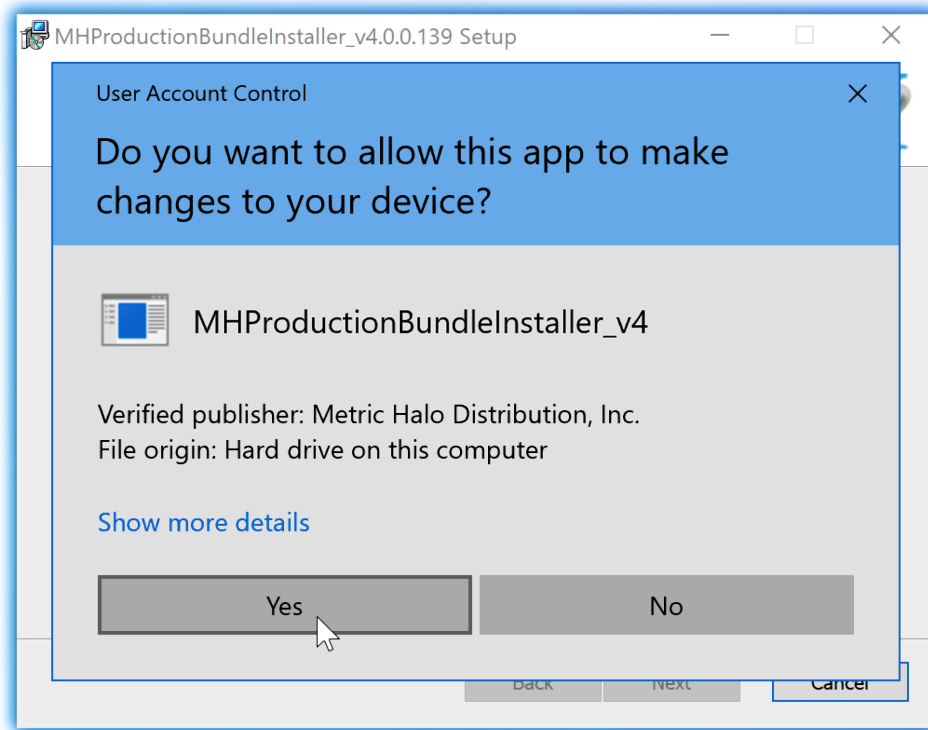 MHProductionBundleInstaller_v4.0.0.139 Setup
User Account Control
Do you want to allow this app to make
changes to your device?
MHProductionBundleInstaller_v4
Verified publisher: Metric Halo Distribution, Inc.
File origin: Hard drive on this computer
Show more details
Yes No
Back Next Cancel